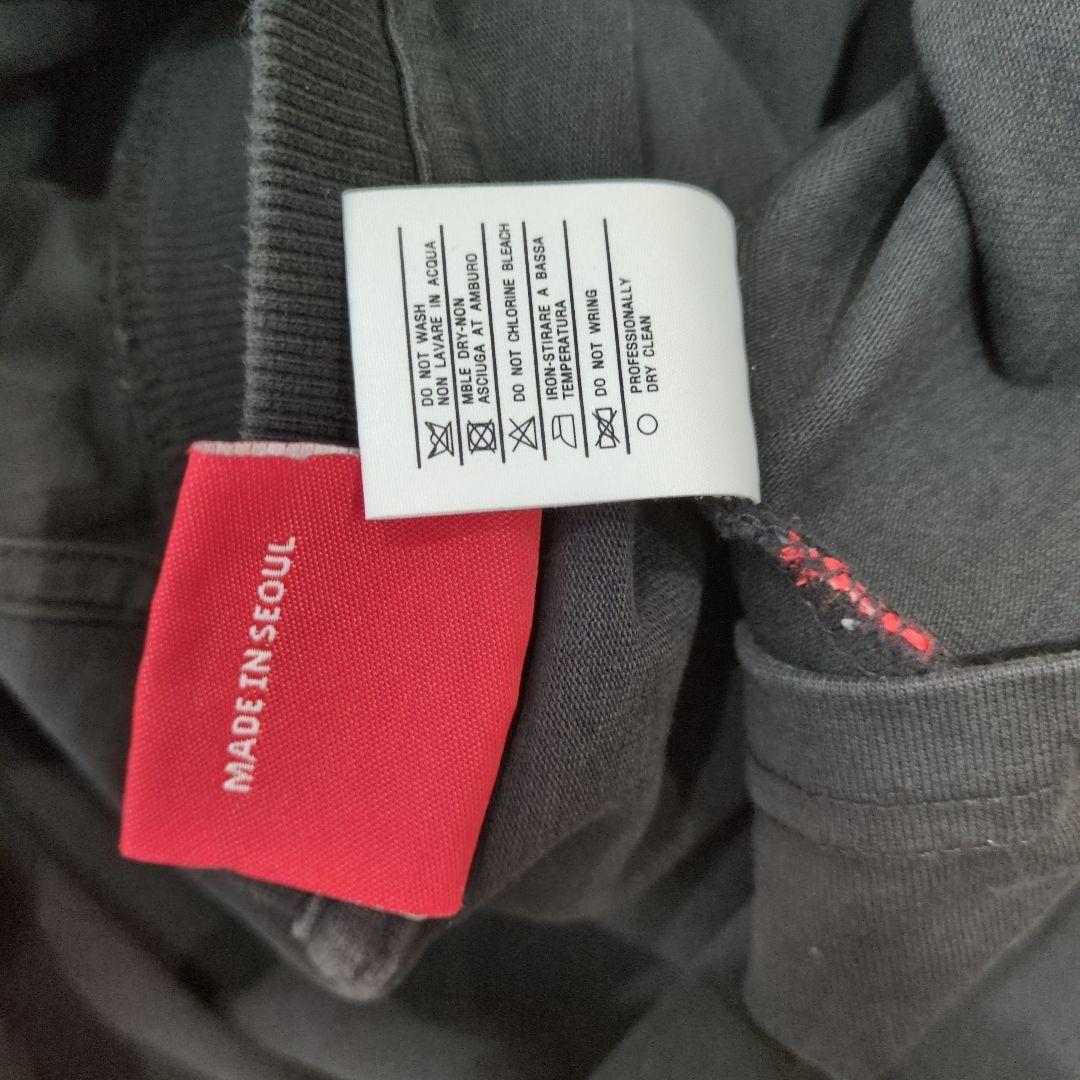 DO NOT WASH
NON LAVARE IN ACQUA
MBLE DRY-NON
ASCIUGA AT AMBURO
DO NOT CHLORINE BLEACH
IRON-STIRARE A BASSA
TEMPERATURA
DO NOT WRING
PROFESSIONALLY
DRY CLEAN
MADE IN SEOUL